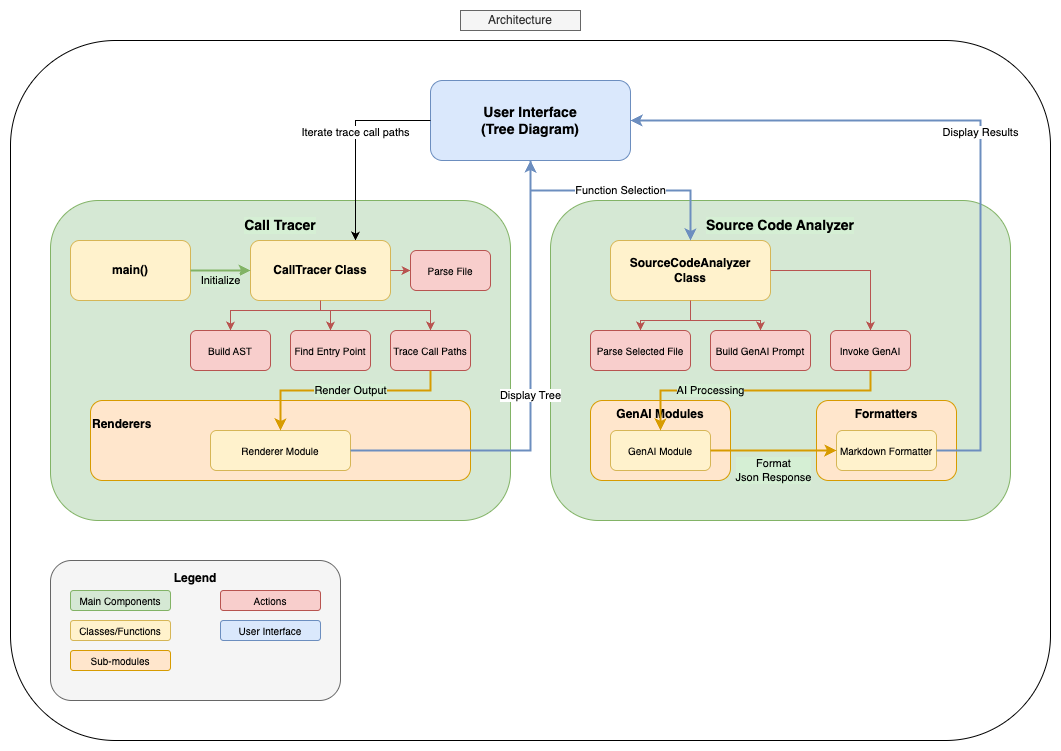 Architecture
User Interface
(Tree Diagram)
Iterate trace call paths
Display Results
Function Selection
Call Tracer
main()
Initialize
CallTracer Class
Parse File
Build AST
Find Entry Point
Trace Call Paths
Render Output
Renderers
Renderer Module
Display Tree
Source Code Analyzer
SourceCodeAnalyzer
Class
Parse Selected File
Build GenAI Prompt
Invoke GenAI
AI Processing
GenAI Modules
GenAI Module
Format
Json Response
Formatters
Markdown Formatter
Legend
Main Components
Actions
Classes/Functions
User Interface
Sub-modules